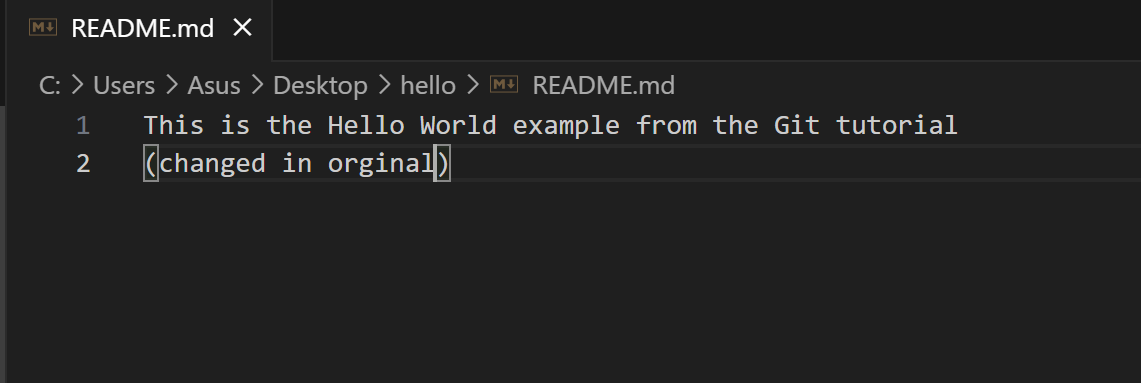 README.md
C: > Users > Asus > Desktop > hello > README.md
1 This is the Hello World example from the Git tutorial
2 (changed in orginal)